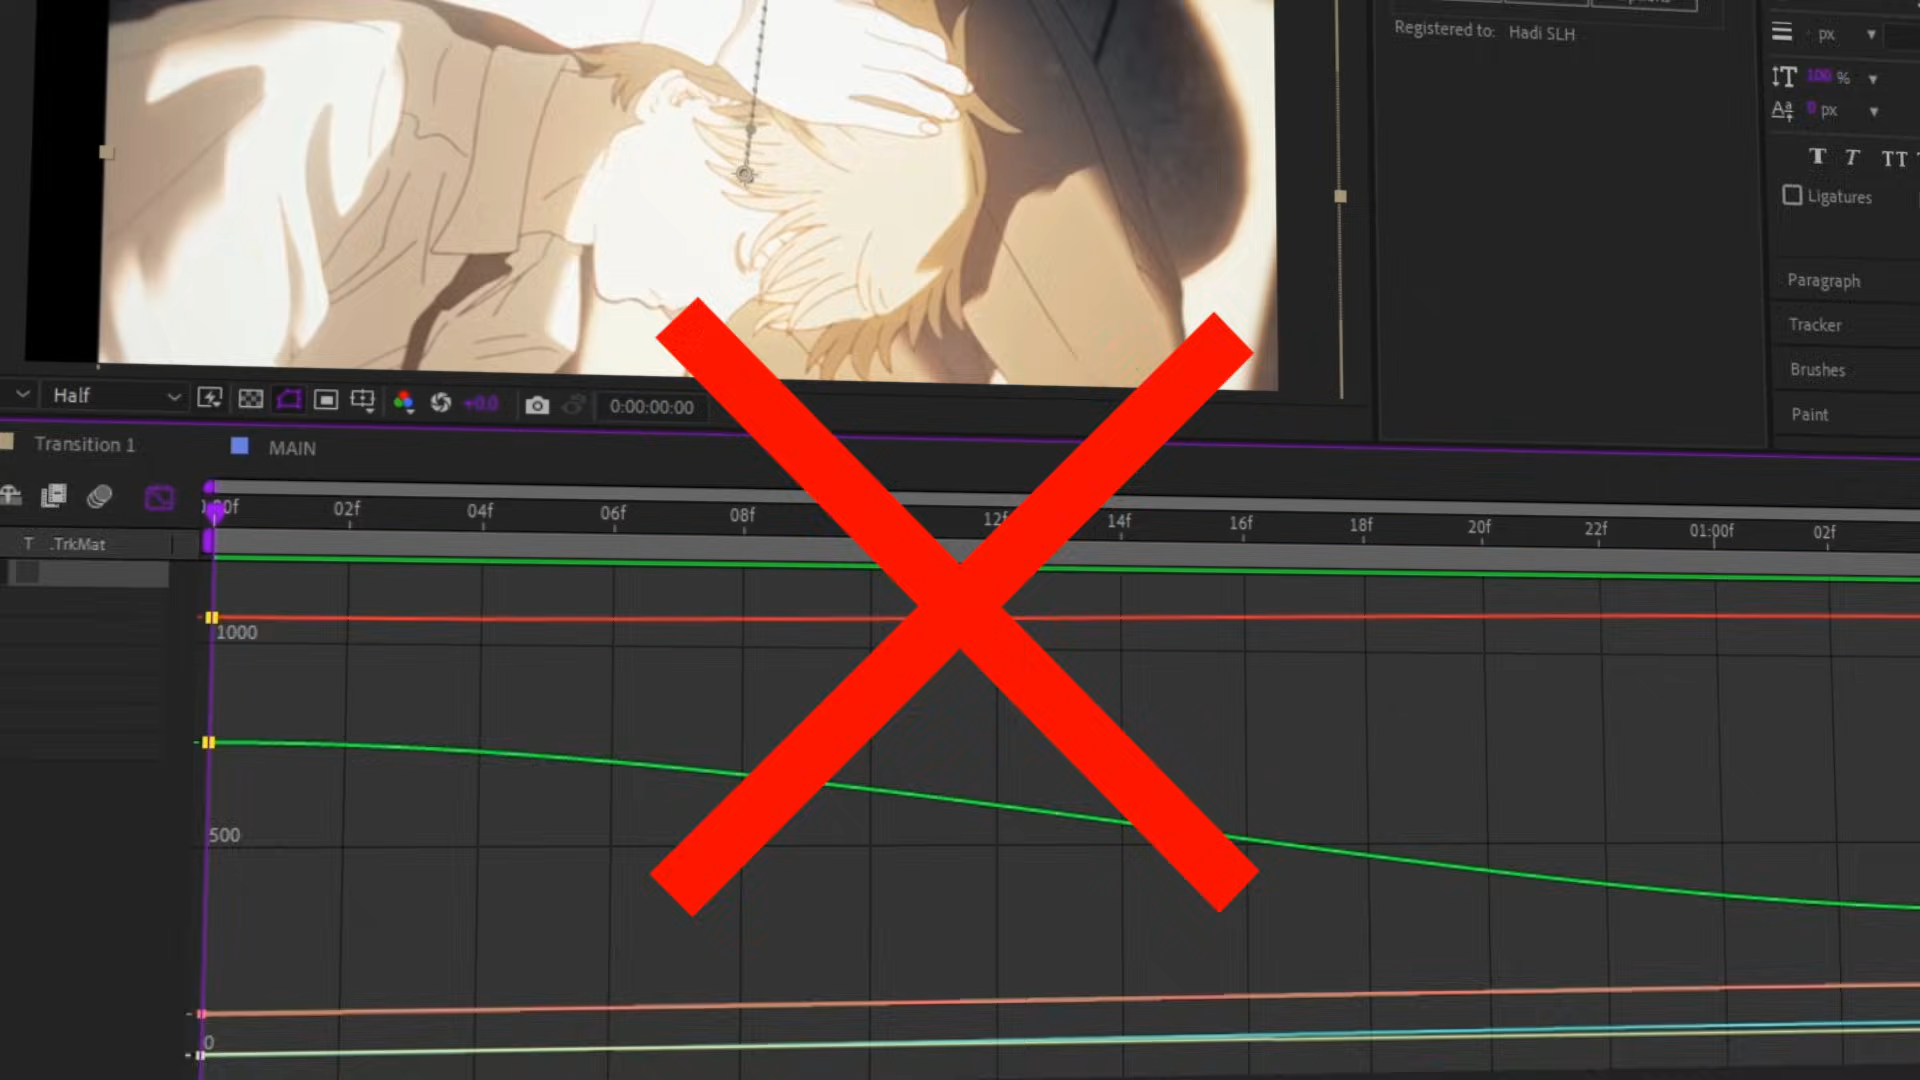 Registered to: Hadi SLH
px
100 %
0 px
T T TT
Ligatures
Paragraph
Tracker
Brushes
Paint
Half
+0.0
0:00:00:00
Transition 1
MAIN
02f
04f
06f
08f
12f
14f
16f
18f
20f
22f
01:00f
02f
T .TrkMat
1000
500
0